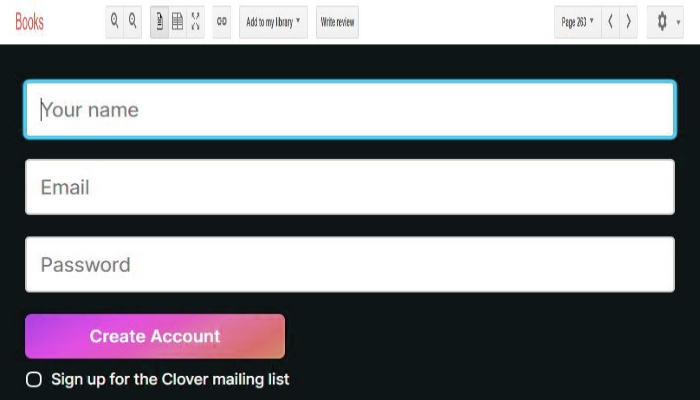 Books
Add to my library
Write review
Page 263
Your name
Email
Password
Create Account
Sign up for the Clover mailing list